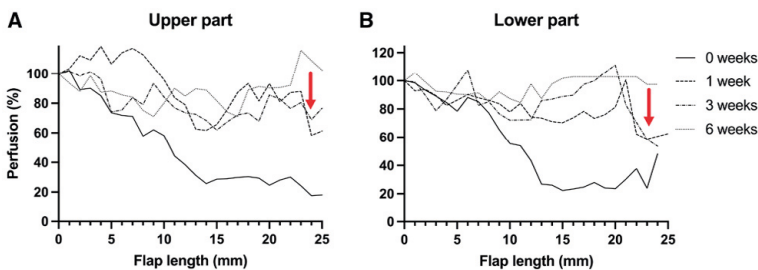 A Upper part
Perfusion (%)
100
80
60
40
20
0
0 5 10 15 20 25
Flap length (mm)
B Lower part
120
100
80
60
40
20
0
0 5 10 15 20 25
Flap length (mm)
0 weeks
1 week
3 weeks
6 weeks